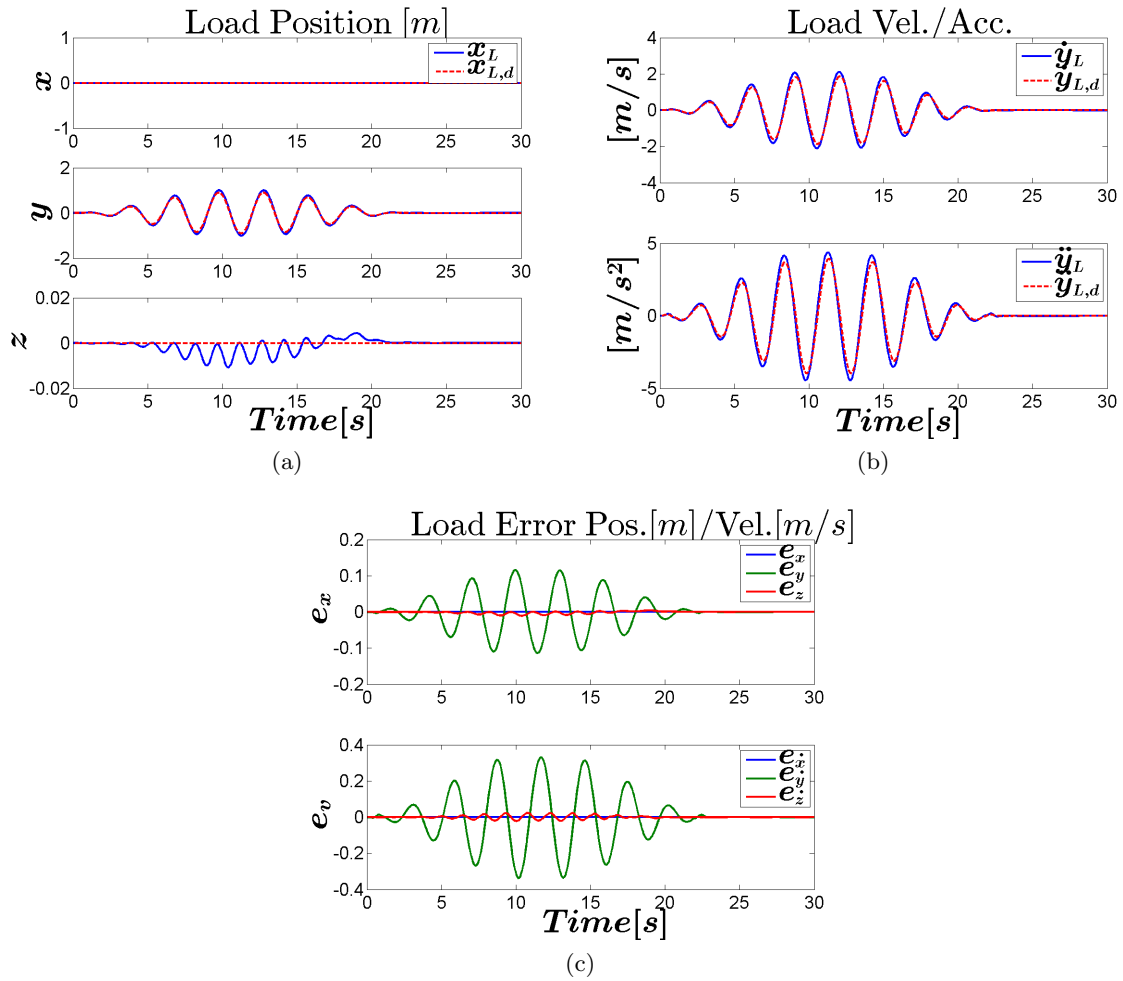 Load Position [m]
1
0
-1
x
x_L
x_{L,d}
0 5 10 15 20 25 30
2
0
-2
y
0 5 10 15 20 25 30
0.02
0
-0.02
z
0 5 10 15 20 25 30
Time[s]
(a)
Load Vel./Acc.
4
2
0
-2
-4
[m/s]
ẏ_L
ẏ_{L,d}
0 5 10 15 20 25 30
5
0
-5
[m/s²]
ÿ_L
ÿ_{L,d}
0 5 10 15 20 25 30
Time[s]
(b)
Load Error Pos.[m]/Vel.[m/s]
0.2
0.1
0
-0.1
-0.2
e_x
e_x
e_y
e_z
0 5 10 15 20 25 30
0.4
0.2
0
-0.2
-0.4
e_v
e_ẋ
e_ẏ
e_ż
0 5 10 15 20 25 30
Time[s]
(c)